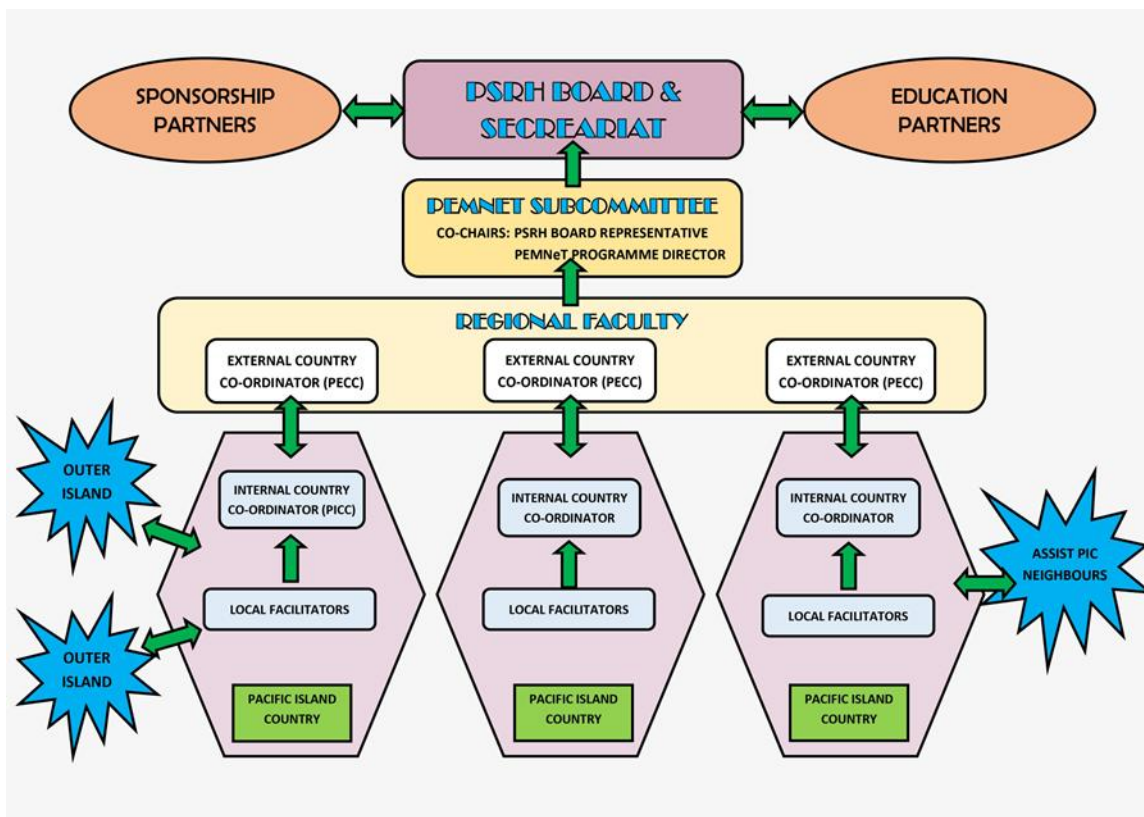 SPONSORSHIP
PARTNERS
PSRH BOARD &
SECREARIAT
EDUCATION
PARTNERS
PEMNET SUBCOMMITTEE
CO-CHAIRS: PSRH BOARD REPRESENTATIVE
PEMNeT PROGRAMME DIRECTOR
REGIONAL FACULTY
EXTERNAL COUNTRY
CO-ORDINATOR (PECC)
EXTERNAL COUNTRY
CO-ORDINATOR (PECC)
EXTERNAL COUNTRY
CO-ORDINATOR (PECC)
OUTER
ISLAND
INTERNAL COUNTRY
CO-ORDINATOR (PICC)
INTERNAL COUNTRY
CO-ORDINATOR
INTERNAL COUNTRY
CO-ORDINATOR
ASSIST PIC
NEIGHBOURS
OUTER
ISLAND
LOCAL FACILITATORS
LOCAL FACILITATORS
LOCAL FACILITATORS
PACIFIC ISLAND
COUNTRY
PACIFIC ISLAND
COUNTRY
PACIFIC ISLAND
COUNTRY